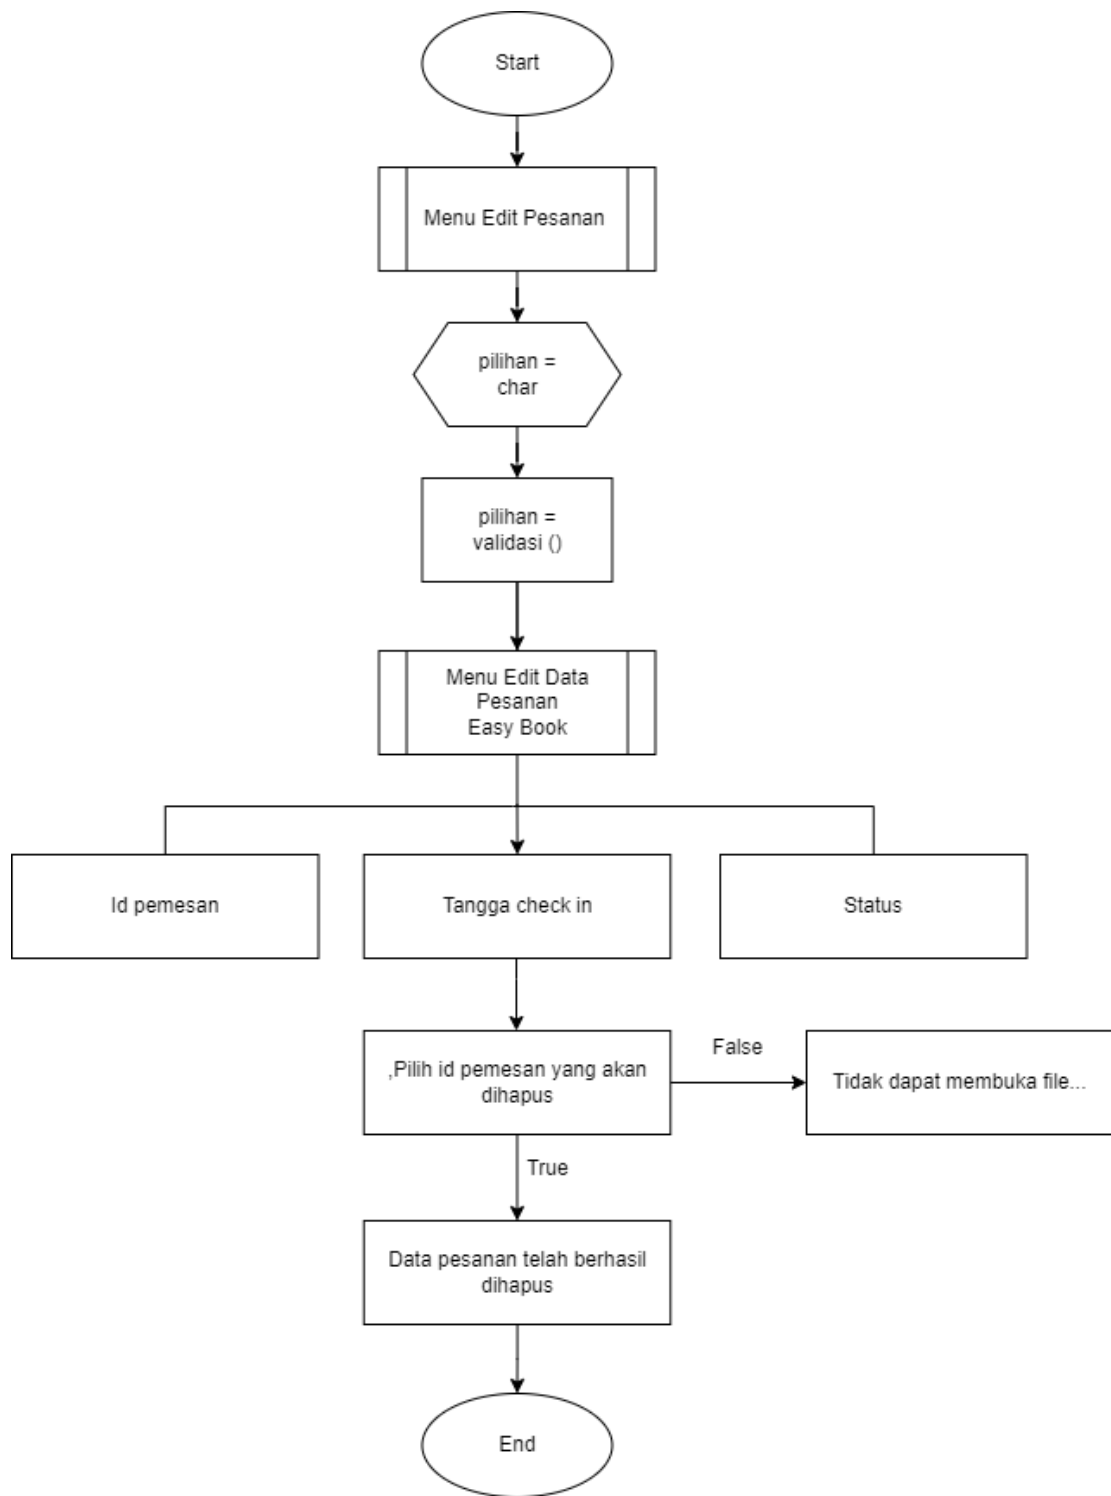 Start
Menu Edit Pesanan
pilihan =
char
pilihan =
validasi ()
Menu Edit Data
Pesanan
Easy Book
Id pemesan
Tangga check in
Status
,Pilih id pemesan yang akan
dihapus
False
Tidak dapat membuka file...
True
Data pesanan telah berhasil
dihapus
End